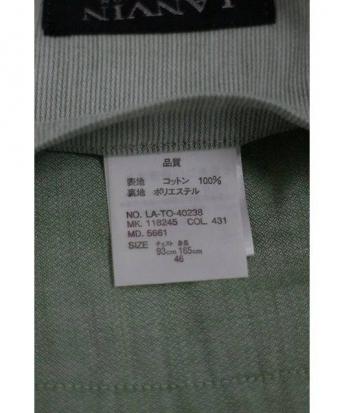 LANVIN
品質
表地 コットン 100%
裏地 ポリエステル
NO. LA-TO-40238
MK. 118245 COL. 431
MD. 5661
SIZE チェスト 身長
93cm 165cm
46